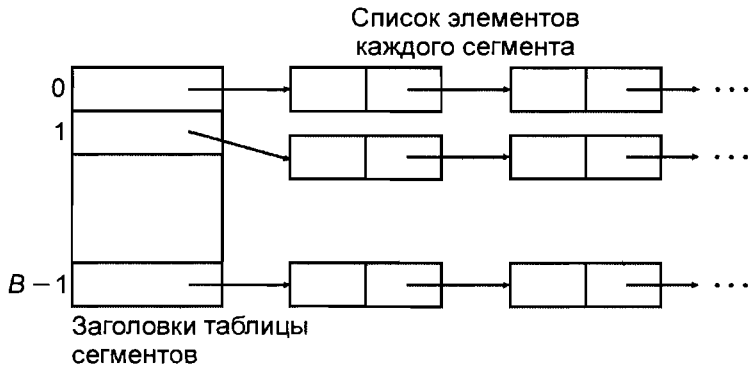 Список элементов
каждого сегмента
0
1
B – 1
Заголовки таблицы
сегментов